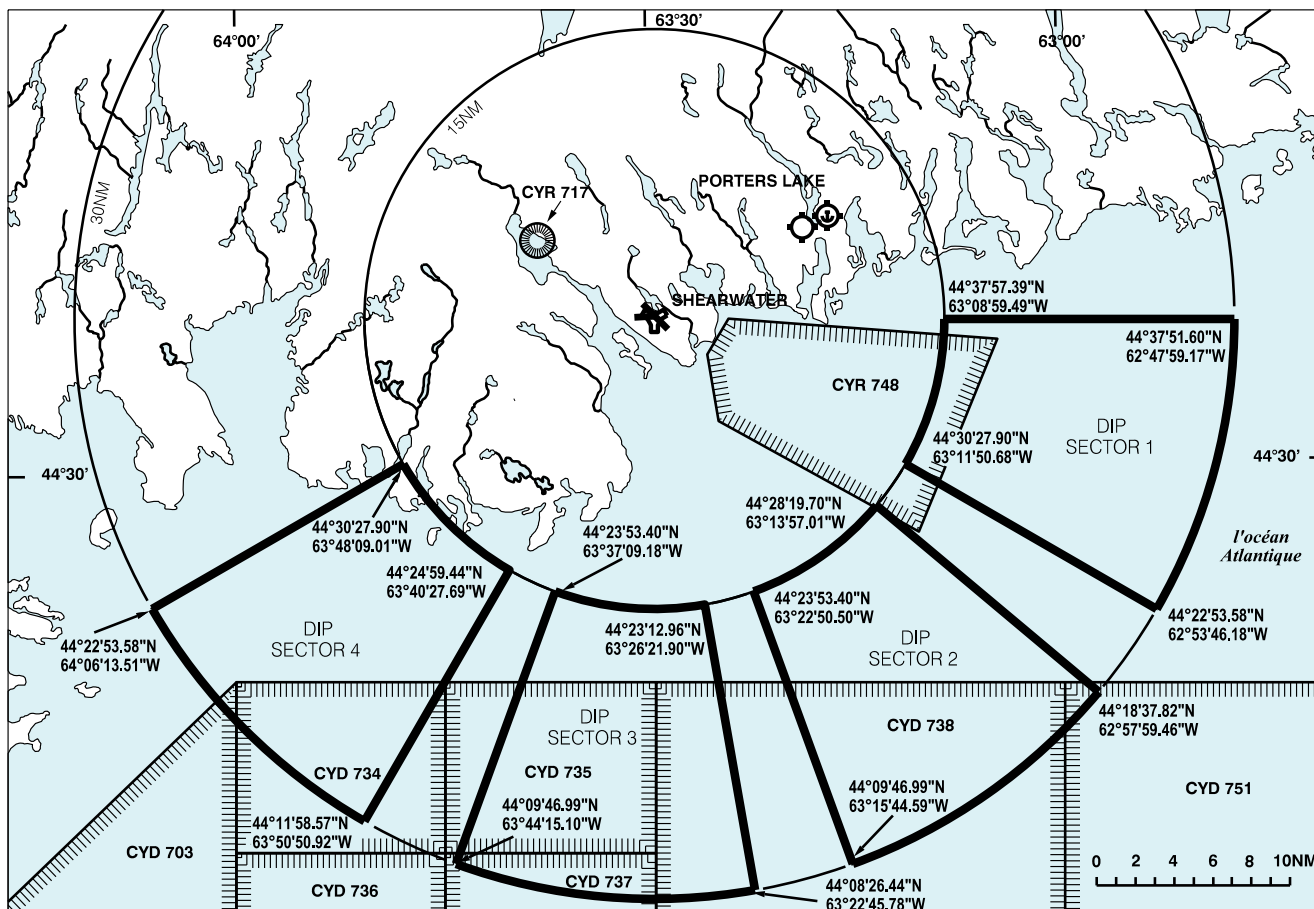 64°00'
63°30'
63°00'
15NM
30NM
CYR 717
PORTERS LAKE
SHEARWATER
44°37'57.39"N
63°08'59.49"W
44°37'51.60"N
62°47'59.17"W
CYR 748
DIP
SECTOR 1
44°30'27.90"N
63°11'50.68"W
44°30'
44°30'
l'océan
Atlantique
44°28'19.70"N
63°13'57.01"W
44°30'27.90"N
63°48'09.01"W
44°23'53.40"N
63°37'09.18"W
44°24'59.44"N
63°40'27.69"W
44°23'53.40"N
63°22'50.50"W
44°22'53.58"N
62°53'46.18"W
44°22'53.58"N
64°06'13.51"W
DIP
SECTOR 4
44°23'12.96"N
63°26'21.90"W
DIP
SECTOR 2
44°18'37.82"N
62°57'59.46"W
DIP
SECTOR 3
CYD 738
CYD 734
CYD 735
CYD 751
44°09'46.99"N
63°15'44.59"W
44°09'46.99"N
63°44'15.10"W
44°11'58.57"N
63°50'50.92"W
CYD 703
CYD 736
CYD 737
44°08'26.44"N
63°22'45.78"W
0 2 4 6 8 10NM